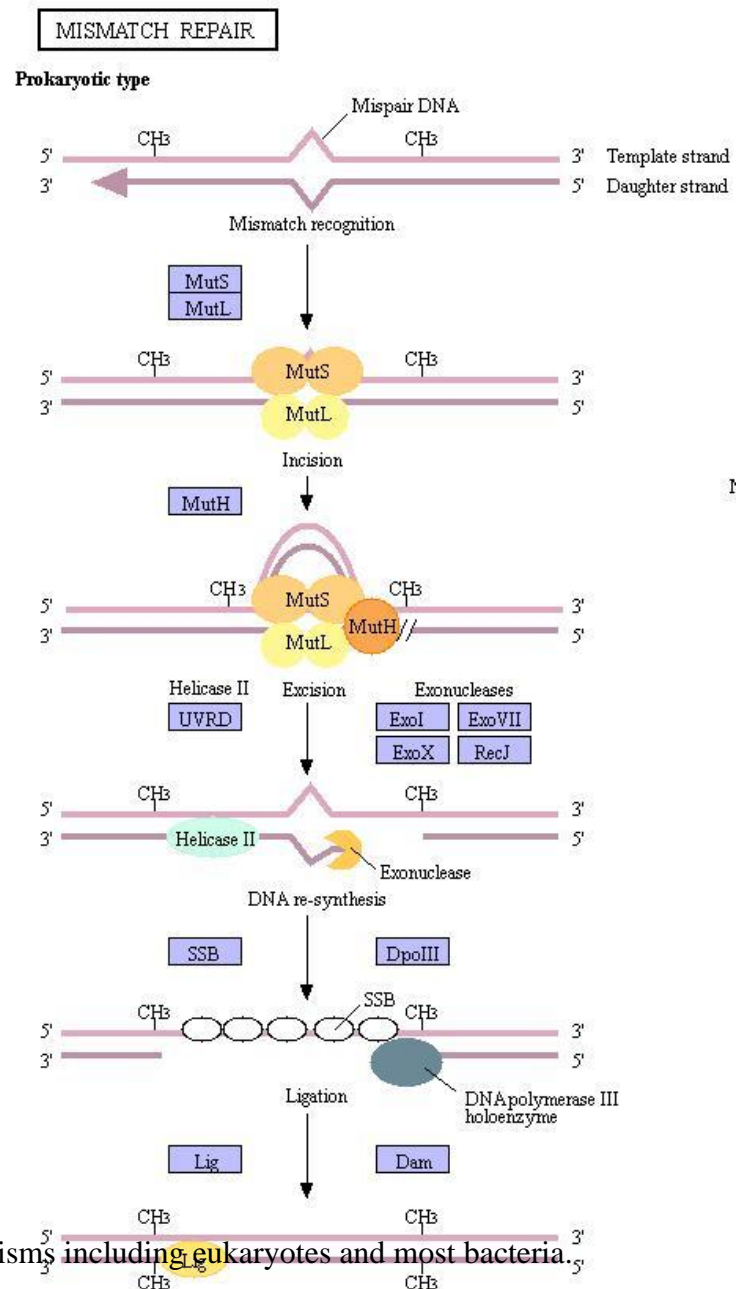 MISMATCH REPAIR
Prokaryotic type
Mispair DNA
CH3 CH3
5' 3' Template strand
3' 5' Daughter strand
Mismatch recognition
MutS
MutL
CH3 CH3
5' MutS 3'
3' MutL 5'
Incision
N
MutH
CH3 CH3
5' MutS 3'
3' MutL MutH 5'
Helicase II Excision Exonucleases
UVRD ExoI ExoVII
ExoX RecJ
CH3 CH3
5' 3'
3' Helicase II 5'
Exonuclease
DNA re-synthesis
SSB DpoIII
SSB
CH3 CH3
5' 3'
3' 5'
Ligation
DNA polymerase III
holoenzyme
Lig Dam
CH3 CH3
5' 3'
isms including eukaryotes and most bacteria.
3' Lig 5'
CH3 CH3